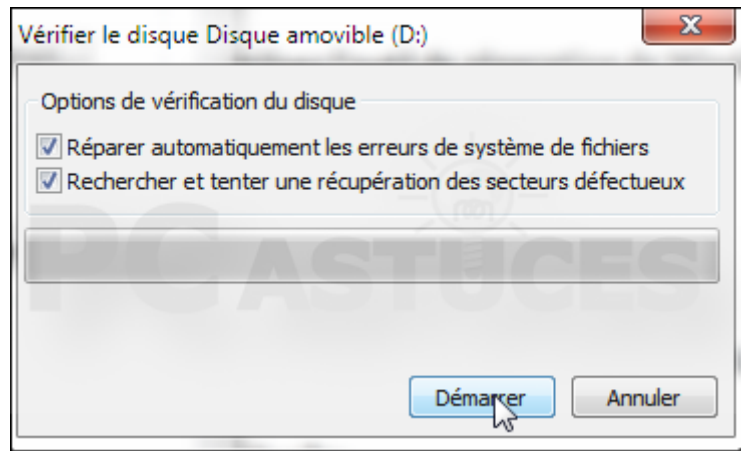 Vérifier le disque Disque amovible (D:)
Options de vérification du disque
Réparer automatiquement les erreurs de système de fichiers
Rechercher et tenter une récupération des secteurs défectueux
PC ASTUCES
Démarrer
Annuler